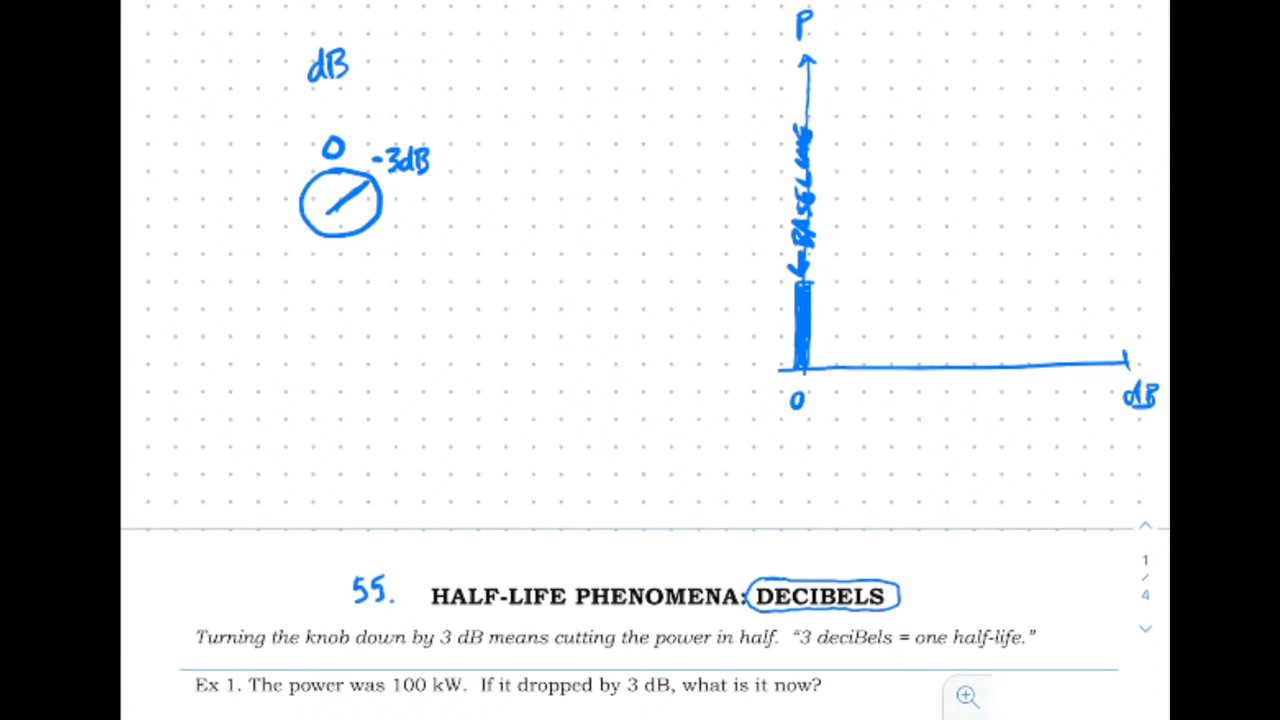 dB
P
0
-3dB
← BASELINE
0
dB
55.
HALF-LIFE PHENOMENA: DECIBELS
Turning the knob down by 3 dB means cutting the power in half. “3 deciBels = one half-life.”
Ex 1. The power was 100 kW. If it dropped by 3 dB, what is it now?
1
/
4